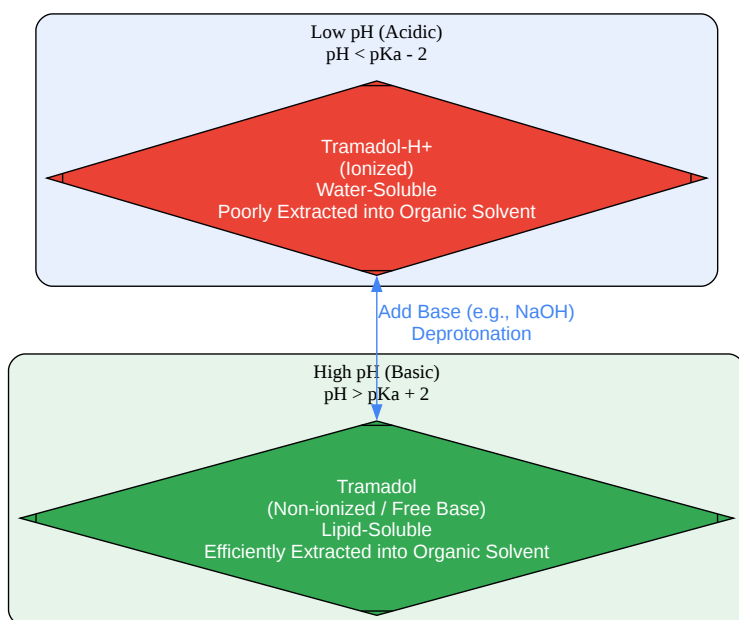 Low pH (Acidic)
pH < pKa - 2
Tramadol-H+
(Ionized)
Water-Soluble
Poorly Extracted into Organic Solvent
Add Base (e.g., NaOH)
Deprotonation
High pH (Basic)
pH > pKa + 2
Tramadol
(Non-ionized / Free Base)
Lipid-Soluble
Efficiently Extracted into Organic Solvent